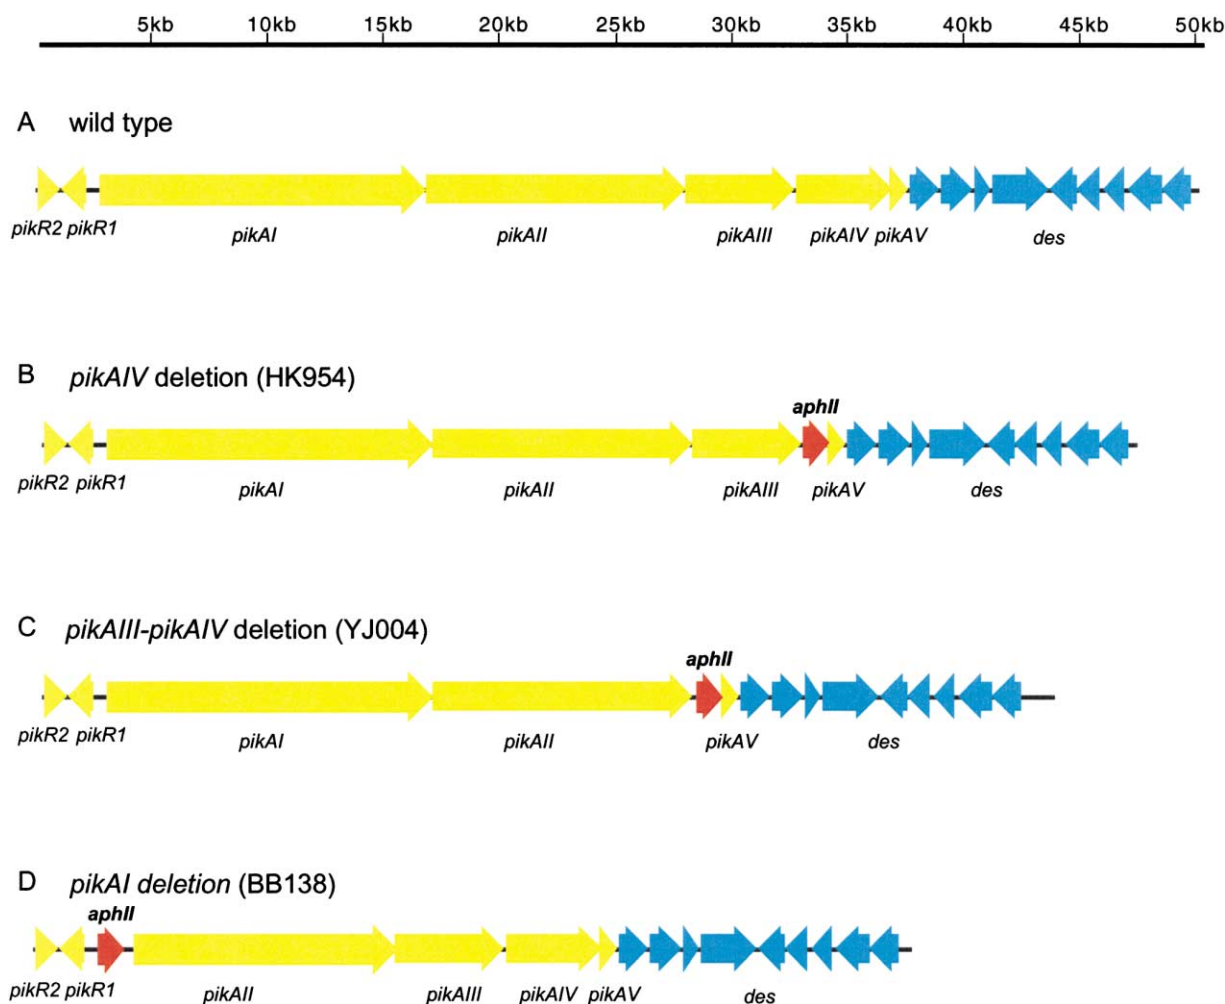 5kb 10kb 15kb 20kb 25kb 30kb 35kb 40kb 45kb 50kb
A wild type
pikR2 pikR1 pikAI pikAII pikAIII pikAIV pikAV des
B pikAIV deletion (HK954)
aphII
pikR2 pikR1 pikAI pikAII pikAIII pikAV des
C pikAIII-pikAIV deletion (YJ004)
aphII
pikR2 pikR1 pikAI pikAII pikAV des
D pikAI deletion (BB138)
aphII
pikR2 pikR1 pikAII pikAIII pikAIV pikAV des